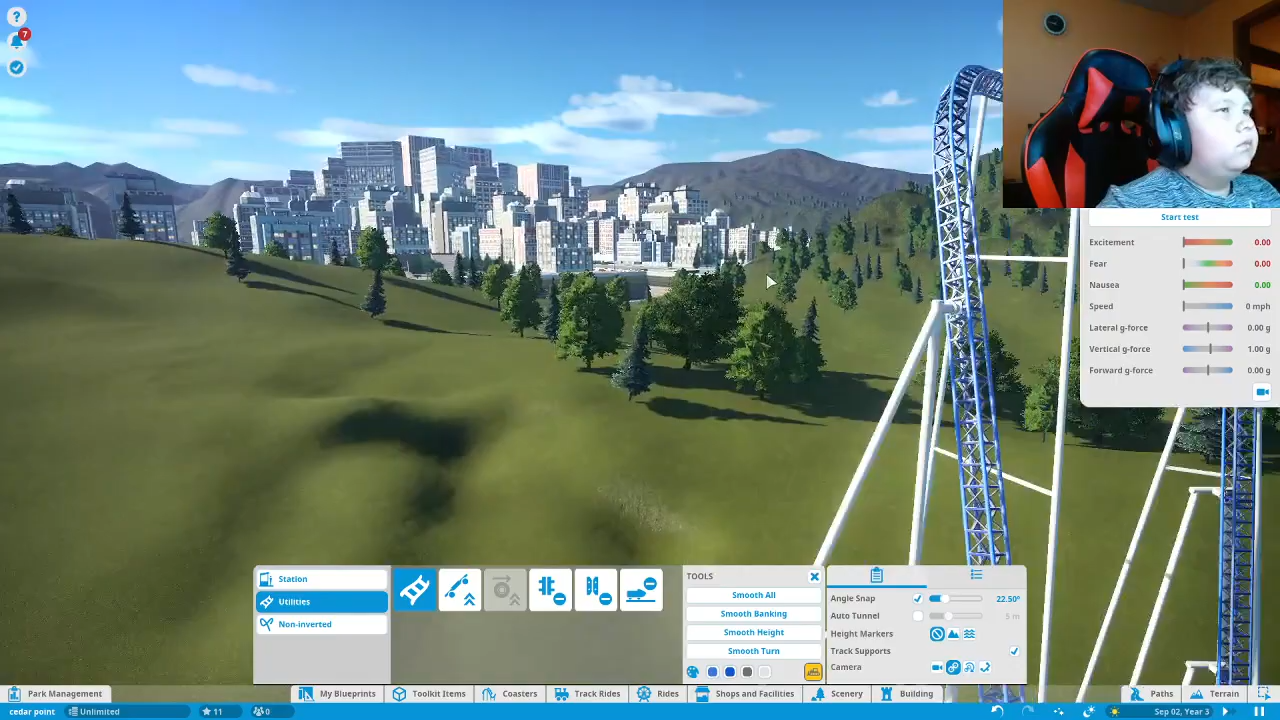 ?
7
Start test
Excitement 0.00
Fear 0.00
Nausea 0.00
Speed 0 mph
Lateral g-force 0.00 g
Vertical g-force 1.00 g
Forward g-force 0.00 g
Station
Utilities
Non-inverted
TOOLS
Smooth All
Smooth Banking
Smooth Height
Smooth Turn
Angle Snap 22.50°
Auto Tunnel 5 m
Height Markers
Track Supports
Camera
Park Management
My Blueprints
Toolkit Items
Coasters
Track Rides
Rides
Shops and Facilities
Scenery
Building
Paths
Terrain
cedar point
Unlimited
11
0
Sep 02, Year 3